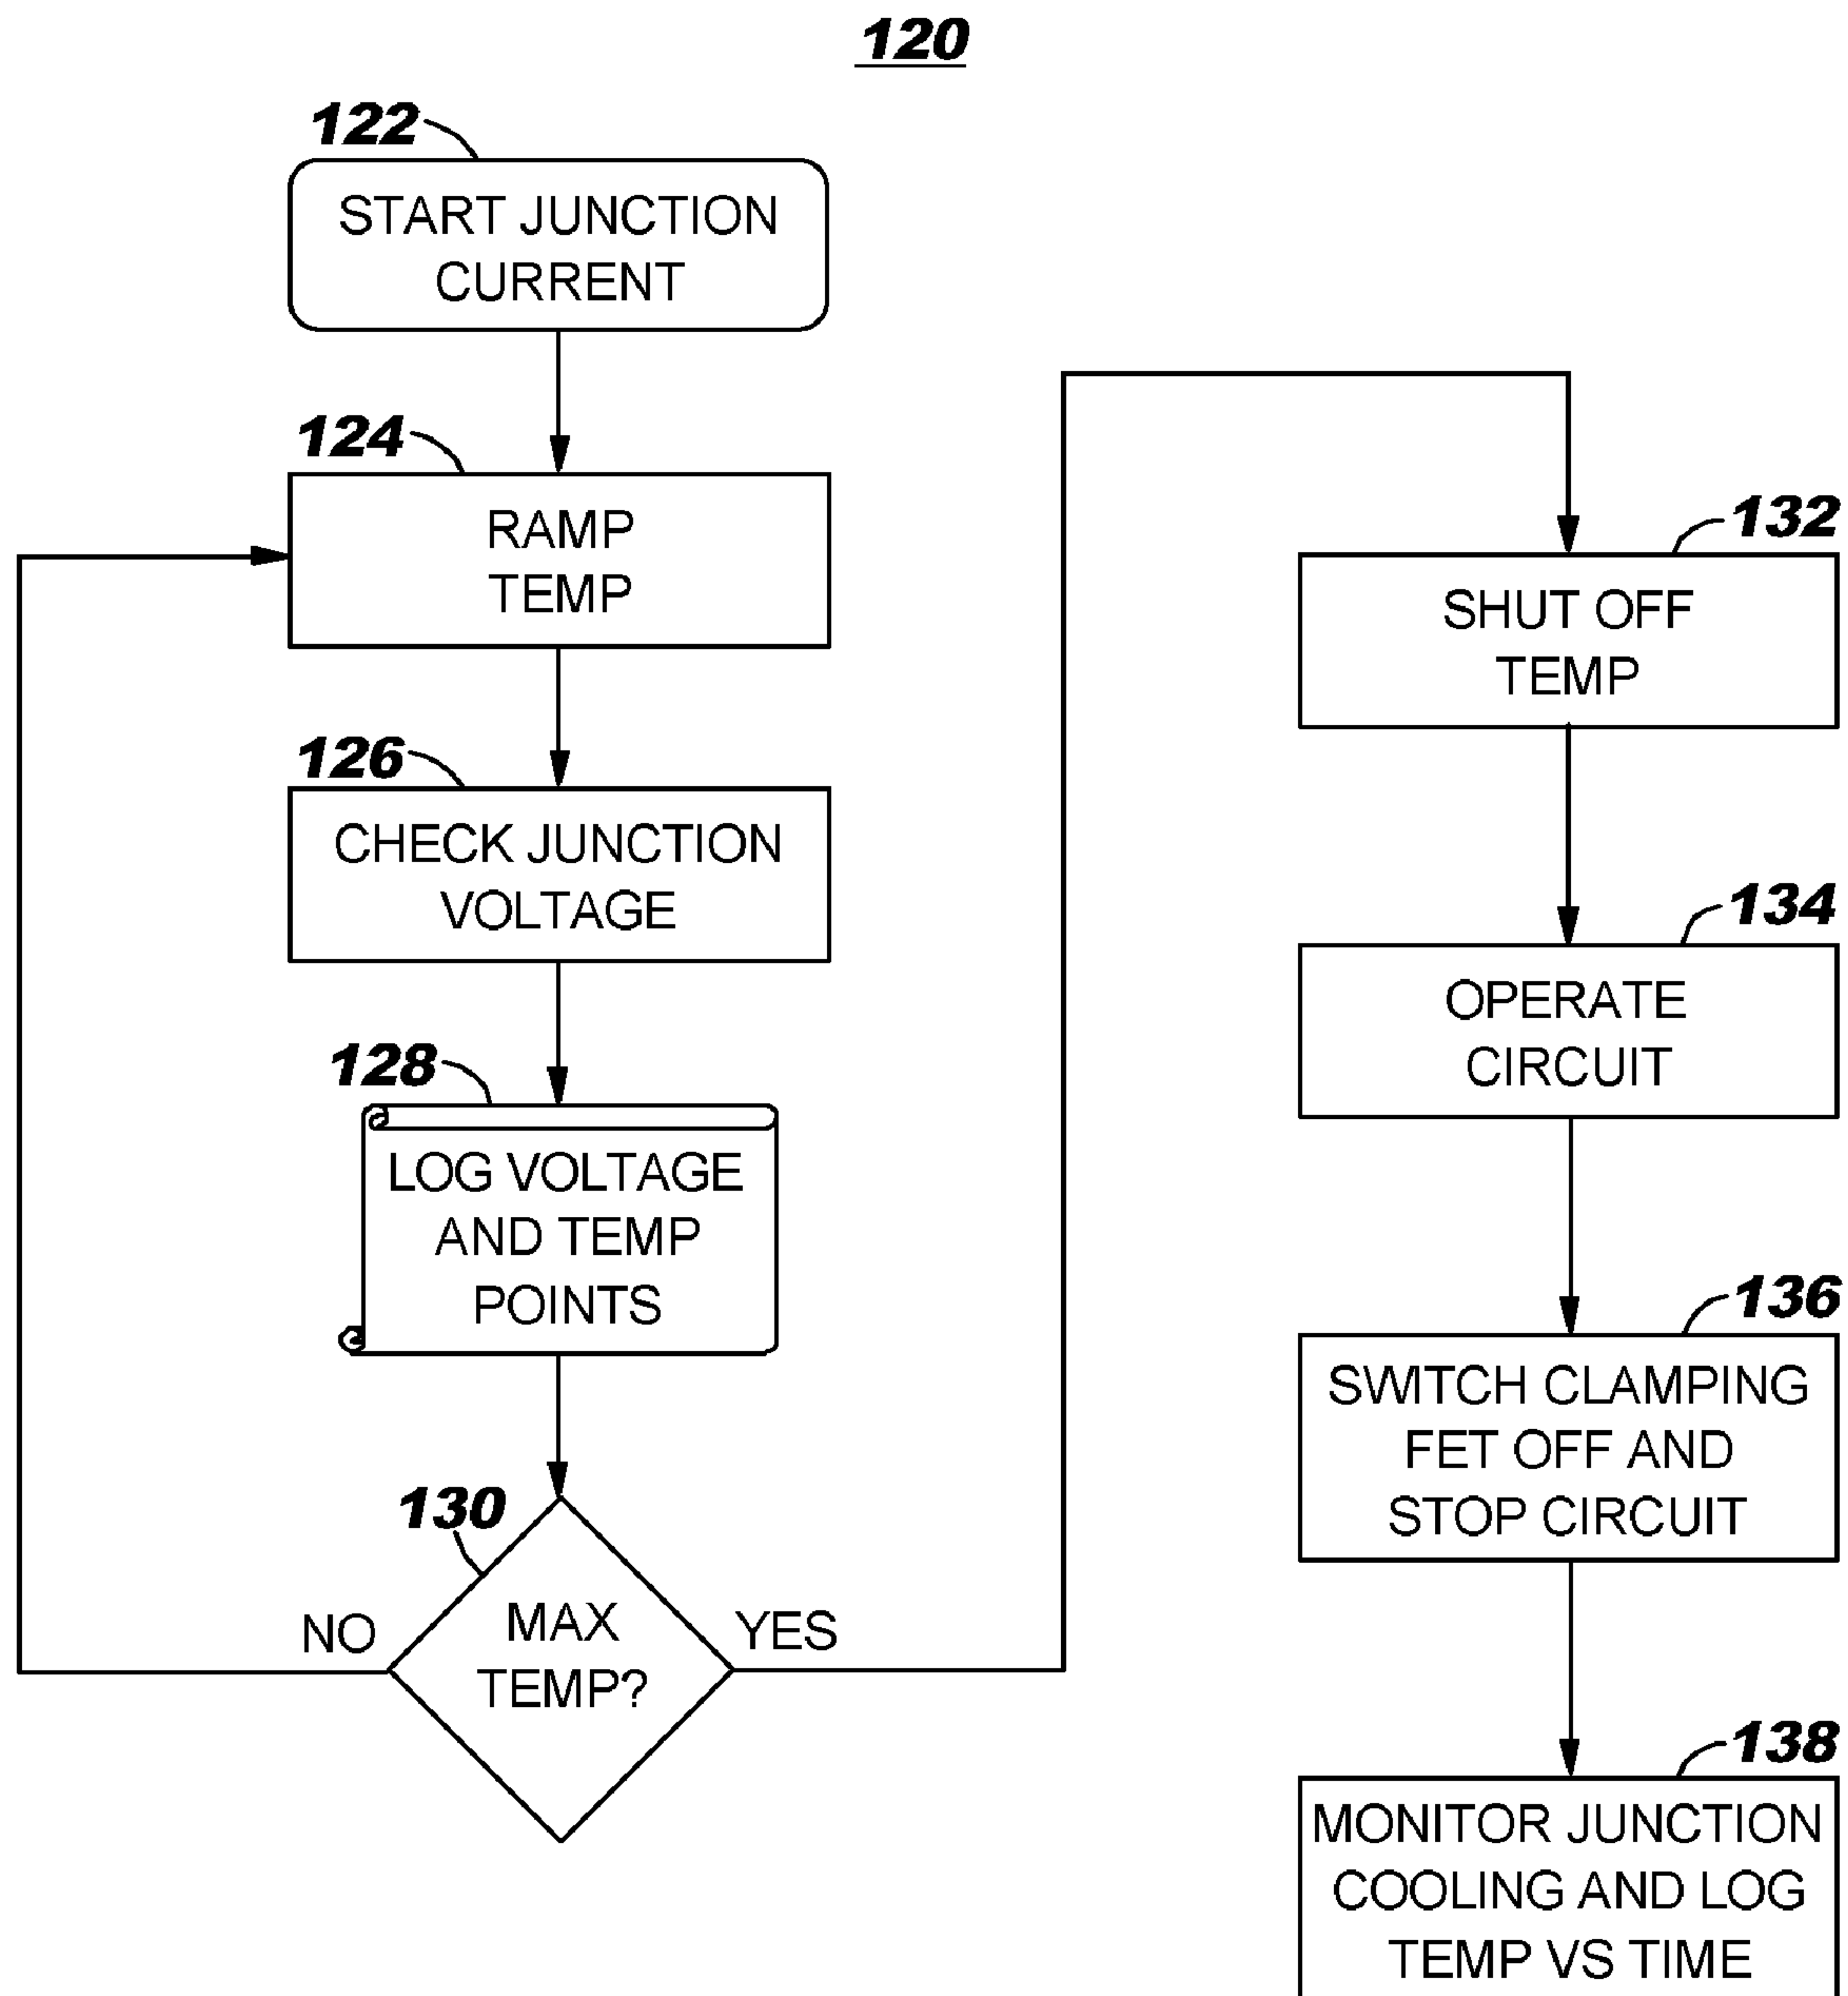 120
122
START JUNCTION
CURRENT
124
RAMP
TEMP
126
CHECK JUNCTION
VOLTAGE
128
LOG VOLTAGE
AND TEMP
POINTS
130
MAX
TEMP?
NO
YES
132
SHUT OFF
TEMP
134
OPERATE
CIRCUIT
136
SWITCH CLAMPING
FET OFF AND
STOP CIRCUIT
138
MONITOR JUNCTION
COOLING AND LOG
TEMP VS TIME